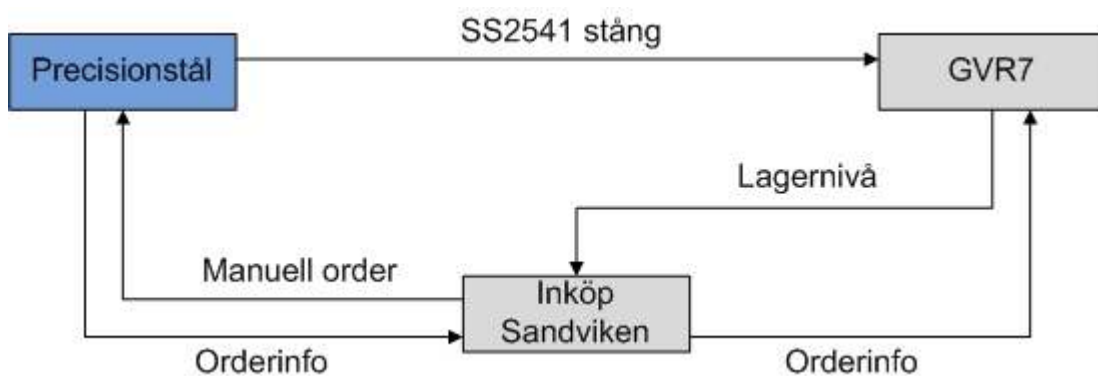 SS2541 stång
Precisionstål
GVR7
Lagernivå
Manuell order
Inköp
Sandviken
Orderinfo
Orderinfo